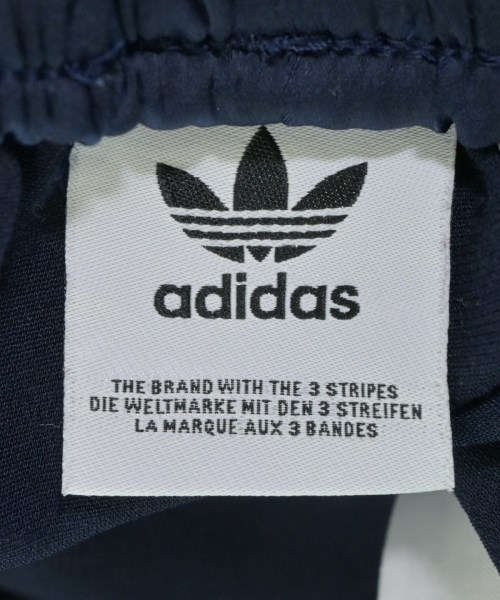 adidas
THE BRAND WITH THE 3 STRIPES
DIE WELTMARKE MIT DEN 3 STREIFEN
LA MARQUE AUX 3 BANDES